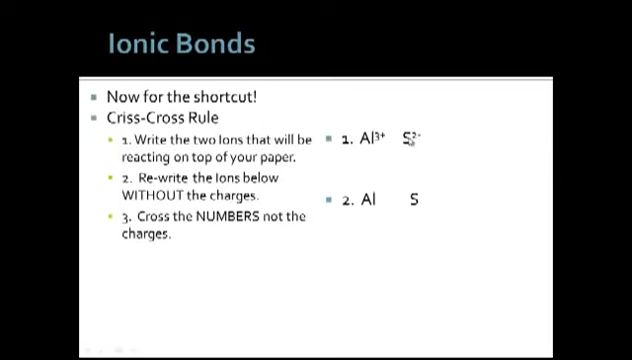 Ionic Bonds
Now for the shortcut!
Criss-Cross Rule
1. Write the two Ions that will be
reacting on top of your paper.
2. Re-write the Ions below
WITHOUT the charges.
3. Cross the NUMBERS not the
charges.
1. Al³⁺ S²⁻
2. Al S